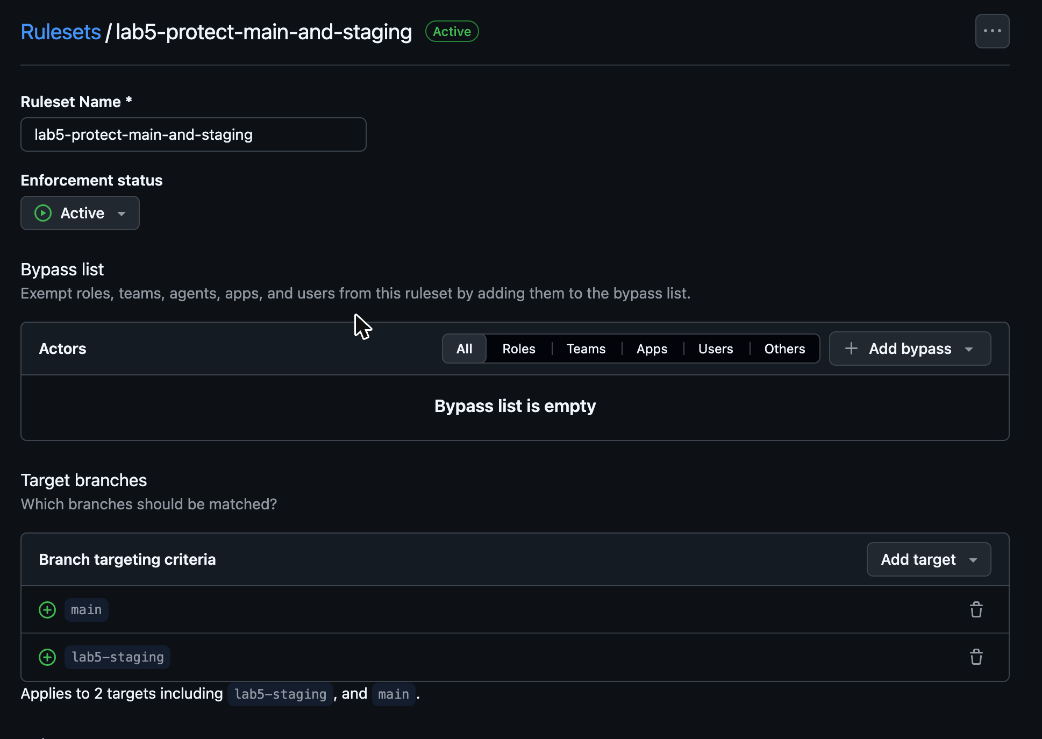 Rulesets / lab5-protect-main-and-staging Active
Ruleset Name *
lab5-protect-main-and-staging
Enforcement status
Active
Bypass list
Exempt roles, teams, agents, apps, and users from this ruleset by adding them to the bypass list.
Actors All Roles Teams Apps Users Others Add bypass
Bypass list is empty
Target branches
Which branches should be matched?
Branch targeting criteria Add target
main
lab5-staging
Applies to 2 targets including lab5-staging , and main .